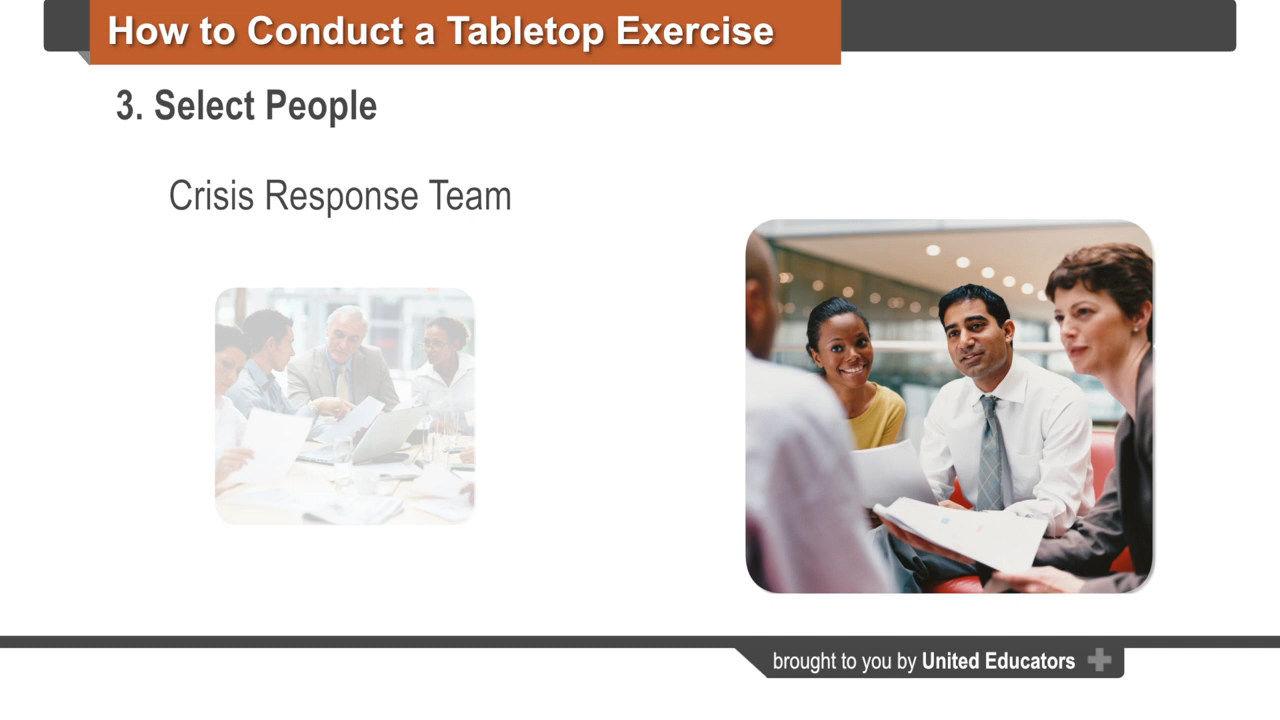 How to Conduct a Tabletop Exercise
3. Select People
Crisis Response Team
brought to you by United Educators